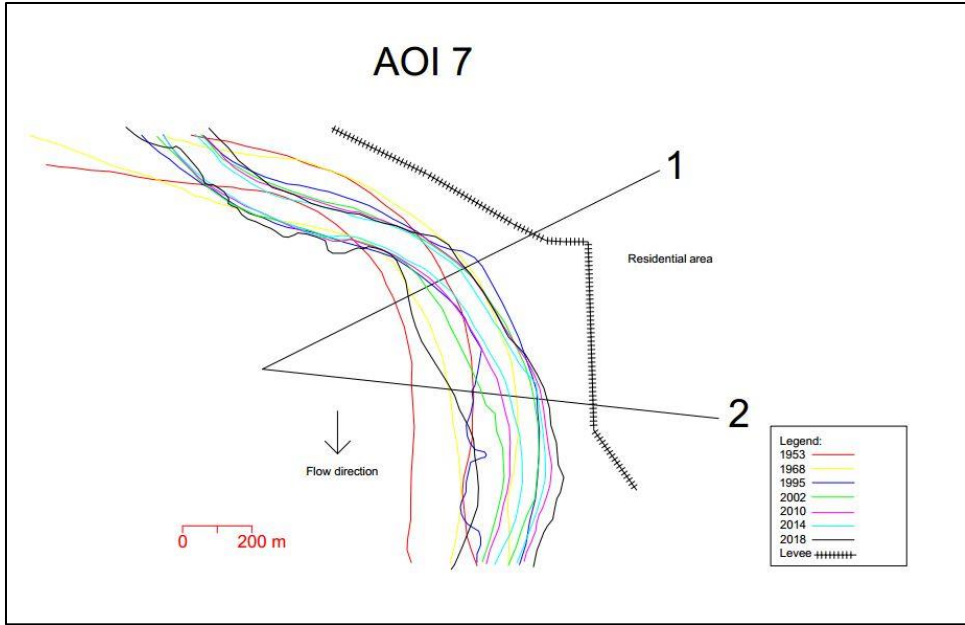 AOI 7
1
Residential area
2
Flow direction
0 200 m
Legend:
1953
1968
1995
2002
2010
2014
2018
Levee